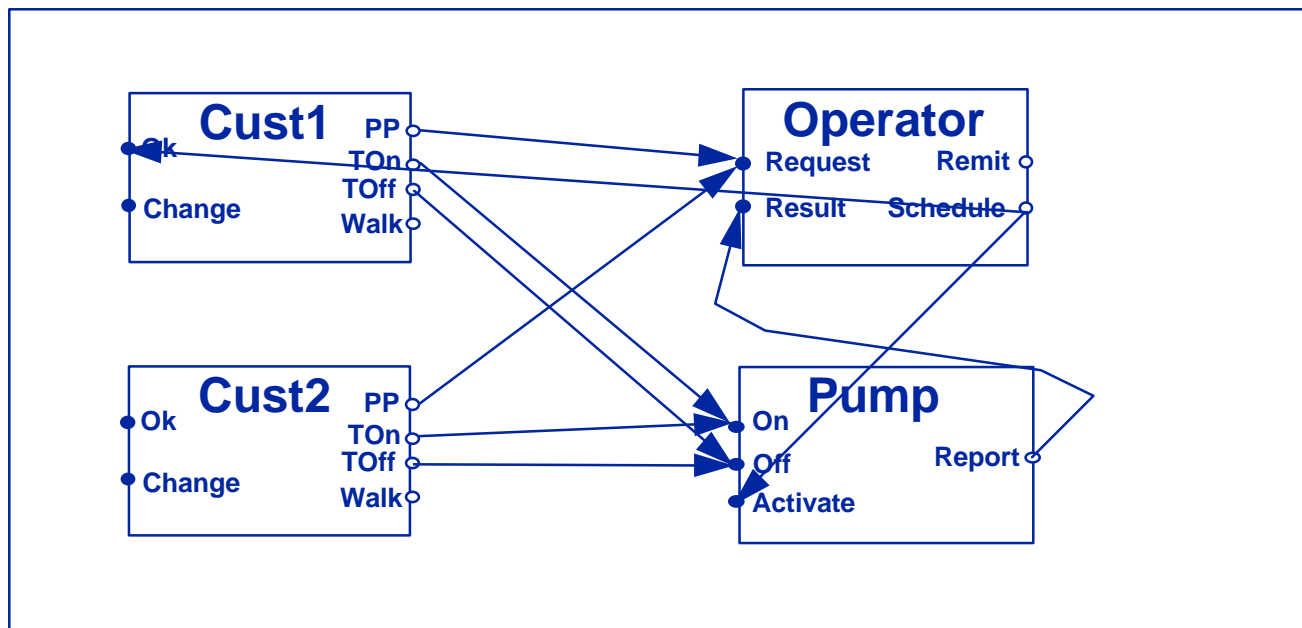 Cust1
PP
Ok
TOn
TOff
Change
Walk
Operator
Request
Remit
Result
Schedule
Cust2
PP
Ok
TOn
TOff
Change
Walk
Pump
On
Report
Off
Activate